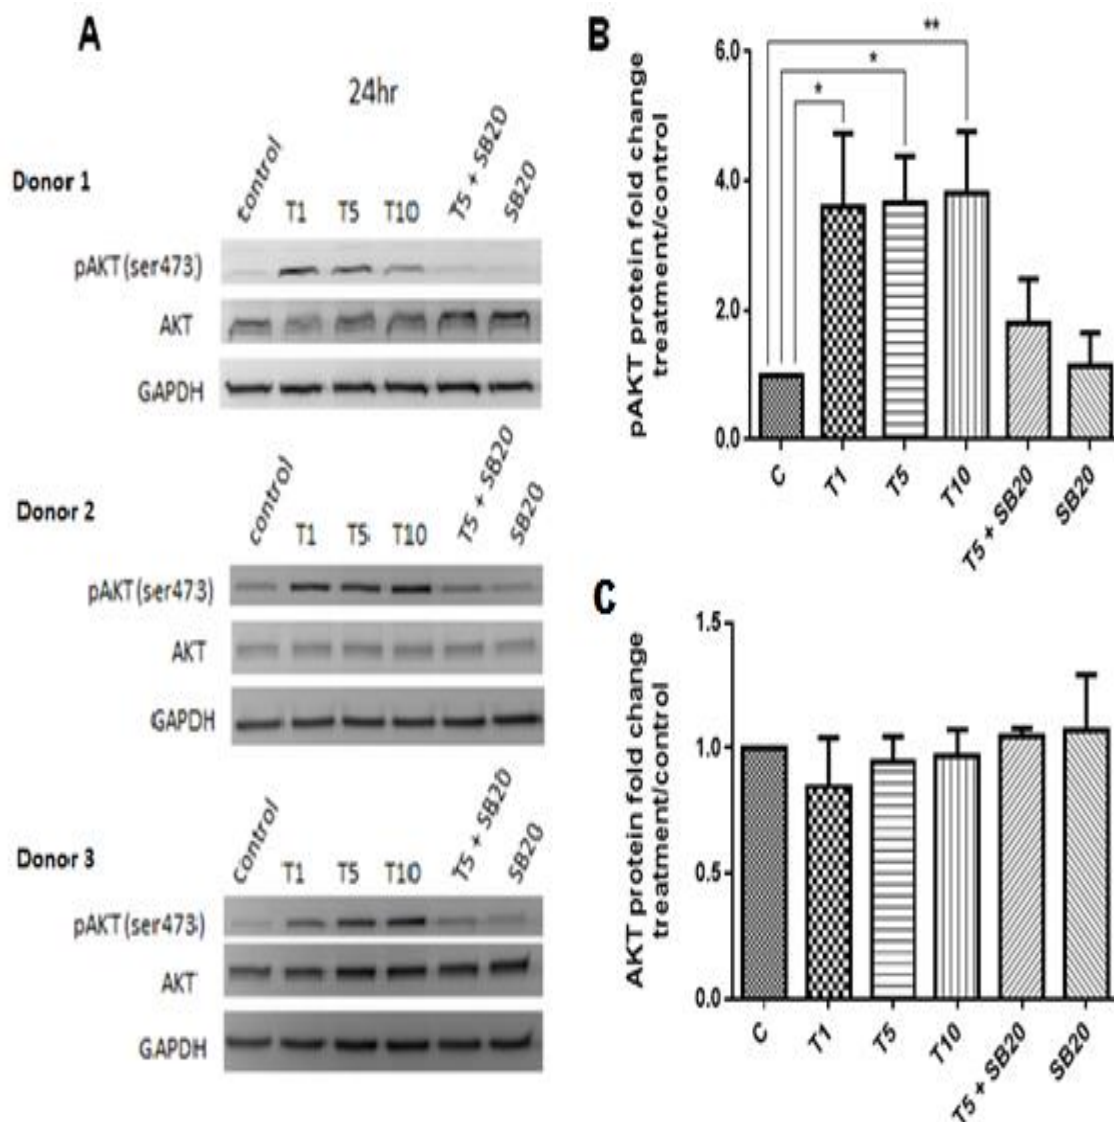 A
24hr
Donor 1
control T1 T5 T10 T5 + SB20 SB20
pAKT(ser473)
AKT
GAPDH
Donor 2
control T1 T5 T10 T5 + SB20 SB20
pAKT(ser473)
AKT
GAPDH
Donor 3
control T1 T5 T10 T5 + SB20 SB20
pAKT(ser473)
AKT
GAPDH
B
pAKT protein fold change
treatment/control
6.0
4.0
2.0
0.0
**
*
*
C T1 T5 T10 T5 + SB20 SB20
C
AKT protein fold change
treatment/control
1.5
1.0
0.5
0.0
C T1 T5 T10 T5 + SB20 SB20